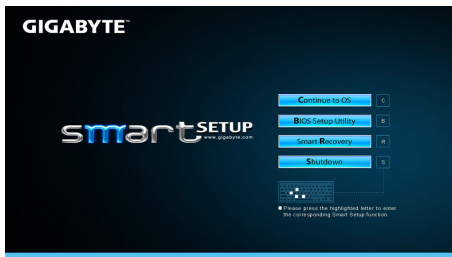 GIGABYTE™
smart SETUP
www.gigabyte.com
Continue to OS C
BIOS Setup Utility B
Smart Recovery R
Shutdown S
Please press the highlighted letter to enter
the corresponding Smart Setup function.